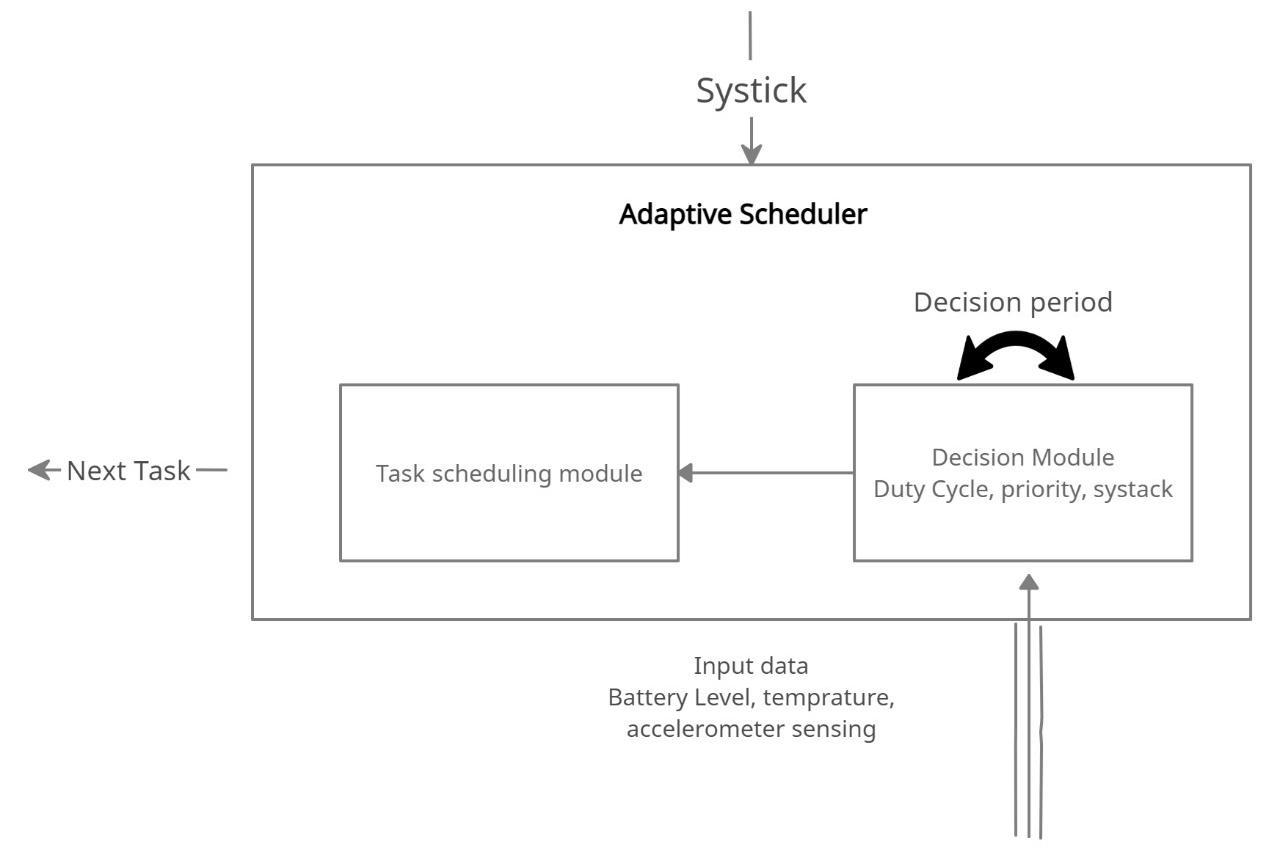 Systick
Adaptive Scheduler
Decision period
Next Task
Task scheduling module
Decision Module
Duty Cycle, priority, systack
Input data
Battery Level, temprature,
accelerometer sensing